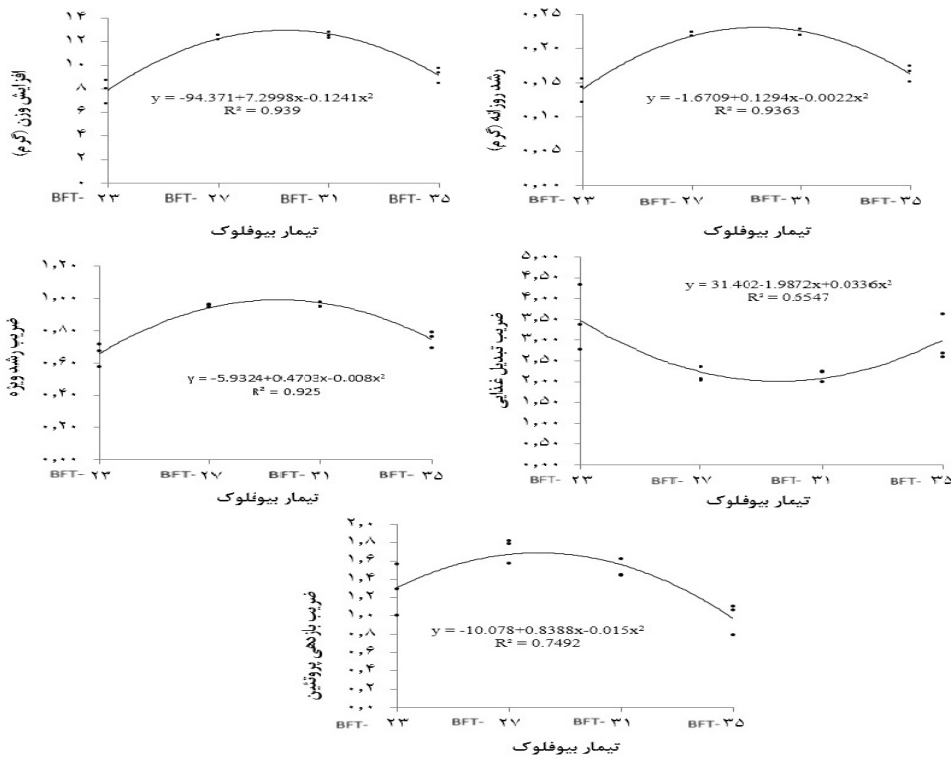 افزایش وزن (گرم)
۱۴
۱۲
۱۰
۸
۶
۴
۲
۰
y = -94.371+7.2998x-0.1241x²
R² = 0.939
BFT- ۲۳
BFT- ۲۷
BFT- ۳۱
BFT- ۳۵
تیمار بیوفلوک
رشد روزانه (گرم)
۰,۲۵
۰,۲۰
۰,۱۵
۰,۱۰
۰,۰۵
۰,۰۰
y = -1.6709+0.1294x-0.0022x²
R² = 0.9363
BFT- ۲۳
BFT- ۲۷
BFT- ۳۱
BFT- ۳۵
تیمار بیوفلوک
ضریب رشد ویژه
۱,۲۰
۱,۰۰
۰,۸۰
۰,۶۰
۰,۴۰
۰,۲۰
۰,۰۰
y = -5.9324+0.4703x-0.008x²
R² = 0.925
BFT- ۲۳
BFT- ۲۷
BFT- ۳۱
BFT- ۳۵
تیمار بیوفلوک
ضریب تبدیل غذایی
۵,۰۰
۴,۵۰
۴,۰۰
۳,۵۰
۳,۰۰
۲,۵۰
۲,۰۰
۱,۵۰
۱,۰۰
۰,۵۰
۰,۰۰
y = 31.402-1.9872x+0.0336x²
R² = 0.5547
BFT- ۲۳
BFT- ۲۷
BFT- ۳۱
BFT- ۳۵
تیمار بیوفلوک
ضریب بازدهی پروتئین
۲,۰
۱,۸
۱,۶
۱,۴
۱,۲
۱,۰
۰,۸
۰,۶
۰,۴
۰,۲
۰,۰
y = -10.078+0.8388x-0.015x²
R² = 0.7492
BFT- ۲۳
BFT- ۲۷
BFT- ۳۱
BFT- ۳۵
تیمار بیوفلوک